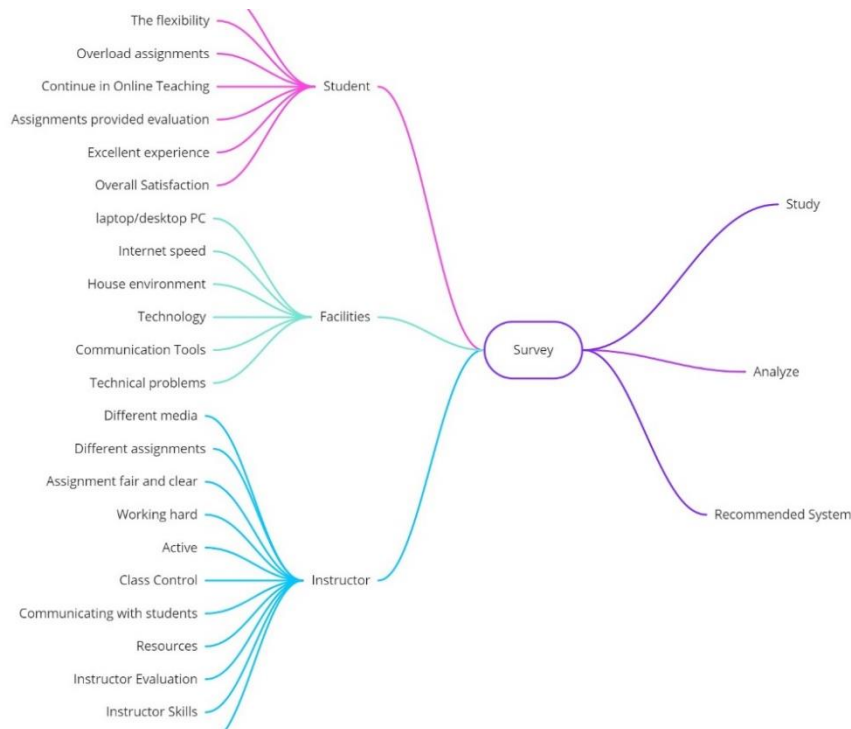 The flexibility
Overload assignments
Continue in Online Teaching
Assignments provided evaluation
Excellent experience
Overall Satisfaction
Student
laptop/desktop PC
Internet speed
House environment
Technology
Communication Tools
Technical problems
Facilities
Different media
Different assignments
Assignment fair and clear
Working hard
Active
Class Control
Communicating with students
Resources
Instructor Evaluation
Instructor Skills
Instructor
Survey
Study
Analyze
Recommended System